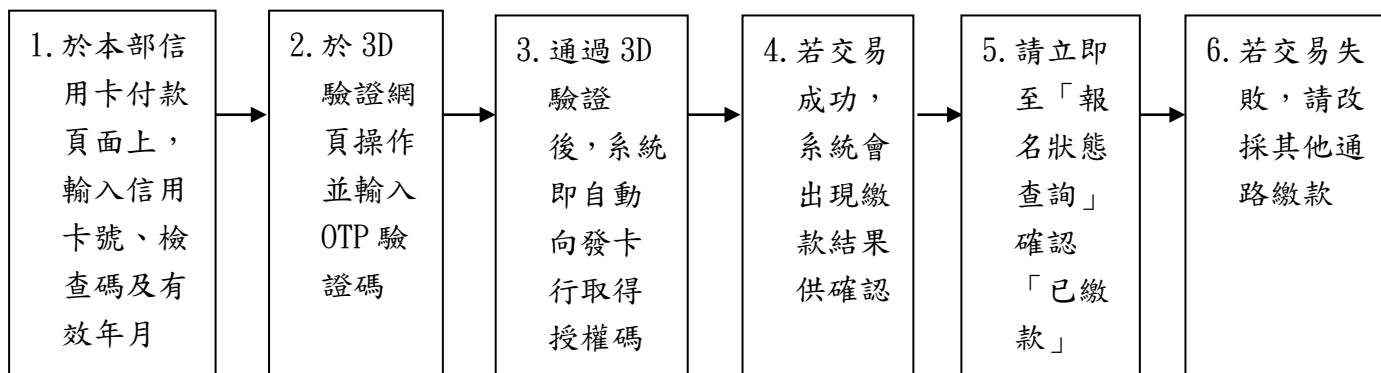 1.於本部信
用卡付款
頁面上，
輸入信用
卡號、檢
查碼及有
效年月
2.於 3D
驗證網
頁操作
並輸入
OTP 驗
證碼
3.通過 3D
驗證
後，系統
即自動
向發卡
行取得
授權碼
4.若交易
成功，
系統會
出現繳
款結果
供確認
5.請立即
至「報
名狀態
查詢」
確認
「已繳
款」
6.若交易失
敗，請改
採其他通
路繳款